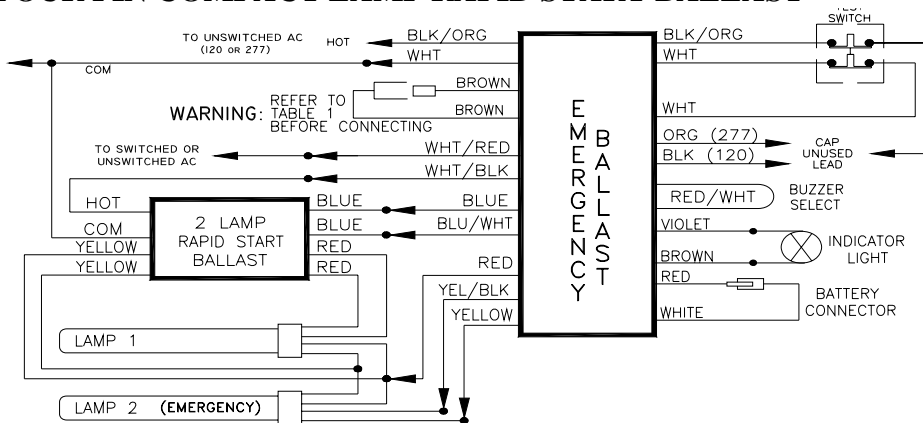 SWITCH
TO UNSWITCHED AC
(120 OR 277)
HOT
BLK/ORG
WHT
COM
BROWN
BROWN
WARNING: REFER TO
TABLE 1
BEFORE CONNECTING
TO SWITCHED OR
UNSWITCHED AC
WHT/RED
WHT/BLK
HOT
COM
YELLOW
YELLOW
2 LAMP
RAPID START
BALLAST
BLUE
BLUE
RED
RED
BLUE
BLU/WHT
RED
YEL/BLK
YELLOW
LAMP 1
LAMP 2 (EMERGENCY)
EMERGENCY
BALLAST
BLK/ORG
WHT
WHT
ORG (277)
BLK (120)
CAP
UNUSED
LEAD
RED/WHT
BUZZER
SELECT
VIOLET
BROWN
INDICATOR
LIGHT
RED
WHITE
BATTERY
CONNECTOR